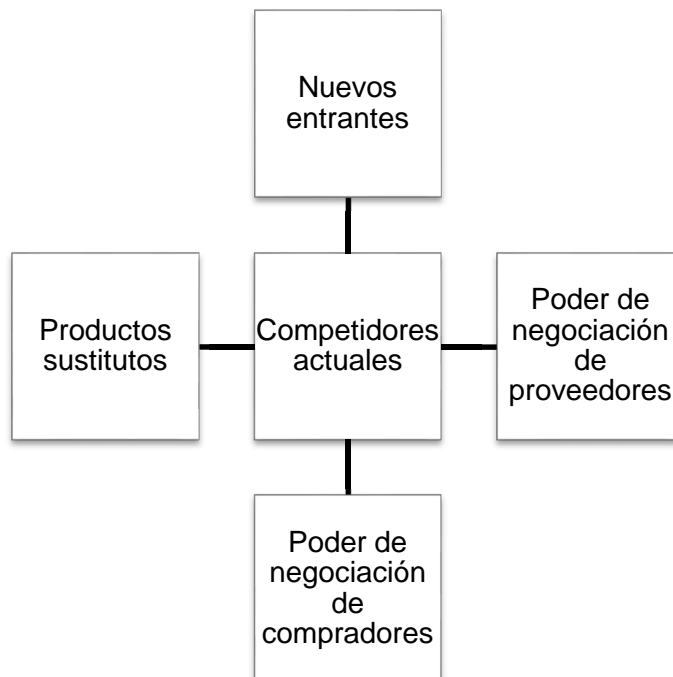 Nuevos
entrantes
Productos
sustitutos
Competidores
actuales
Poder de
negociación
de
proveedores
Poder de
negociación
de
compradores